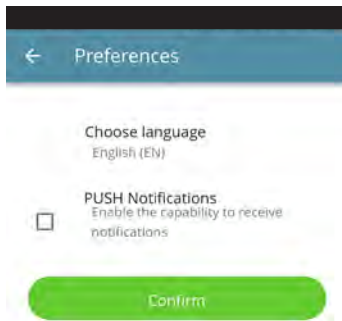 Preferences
Choose language
English (EN)
PUSH Notifications
Enable the capability to receive
notifications
Confirm